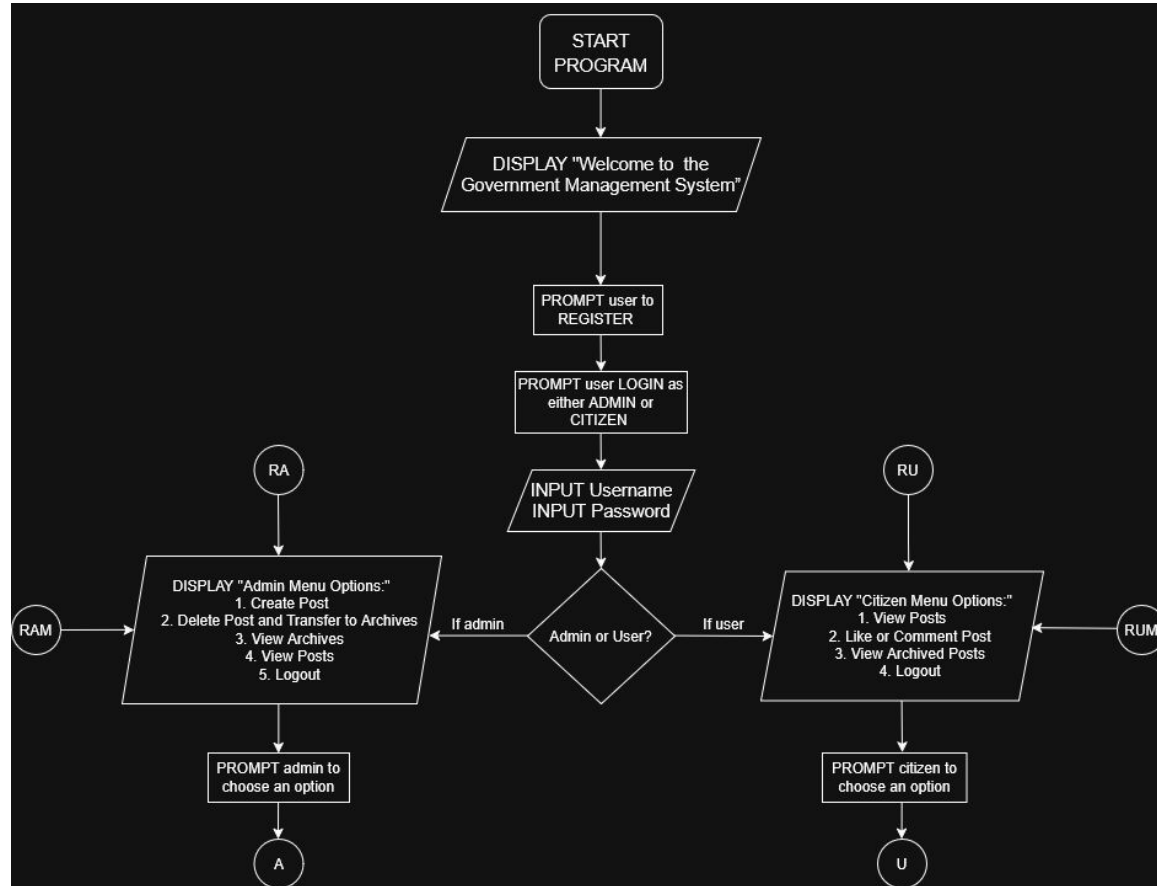 START
PROGRAM
DISPLAY "Welcome to the
Government Management System”
PROMPT user to
REGISTER
PROMPT user LOGIN as
either ADMIN or
CITIZEN
INPUT Username
INPUT Password
Admin or User?
If admin
If user
RA
RAM
DISPLAY "Admin Menu Options:"
1. Create Post
2. Delete Post and Transfer to Archives
3. View Archives
4. View Posts
5. Logout
PROMPT admin to
choose an option
A
RU
RUM
DISPLAY "Citizen Menu Options:"
1. View Posts
2. Like or Comment Post
3. View Archived Posts
4. Logout
PROMPT citizen to
choose an option
U